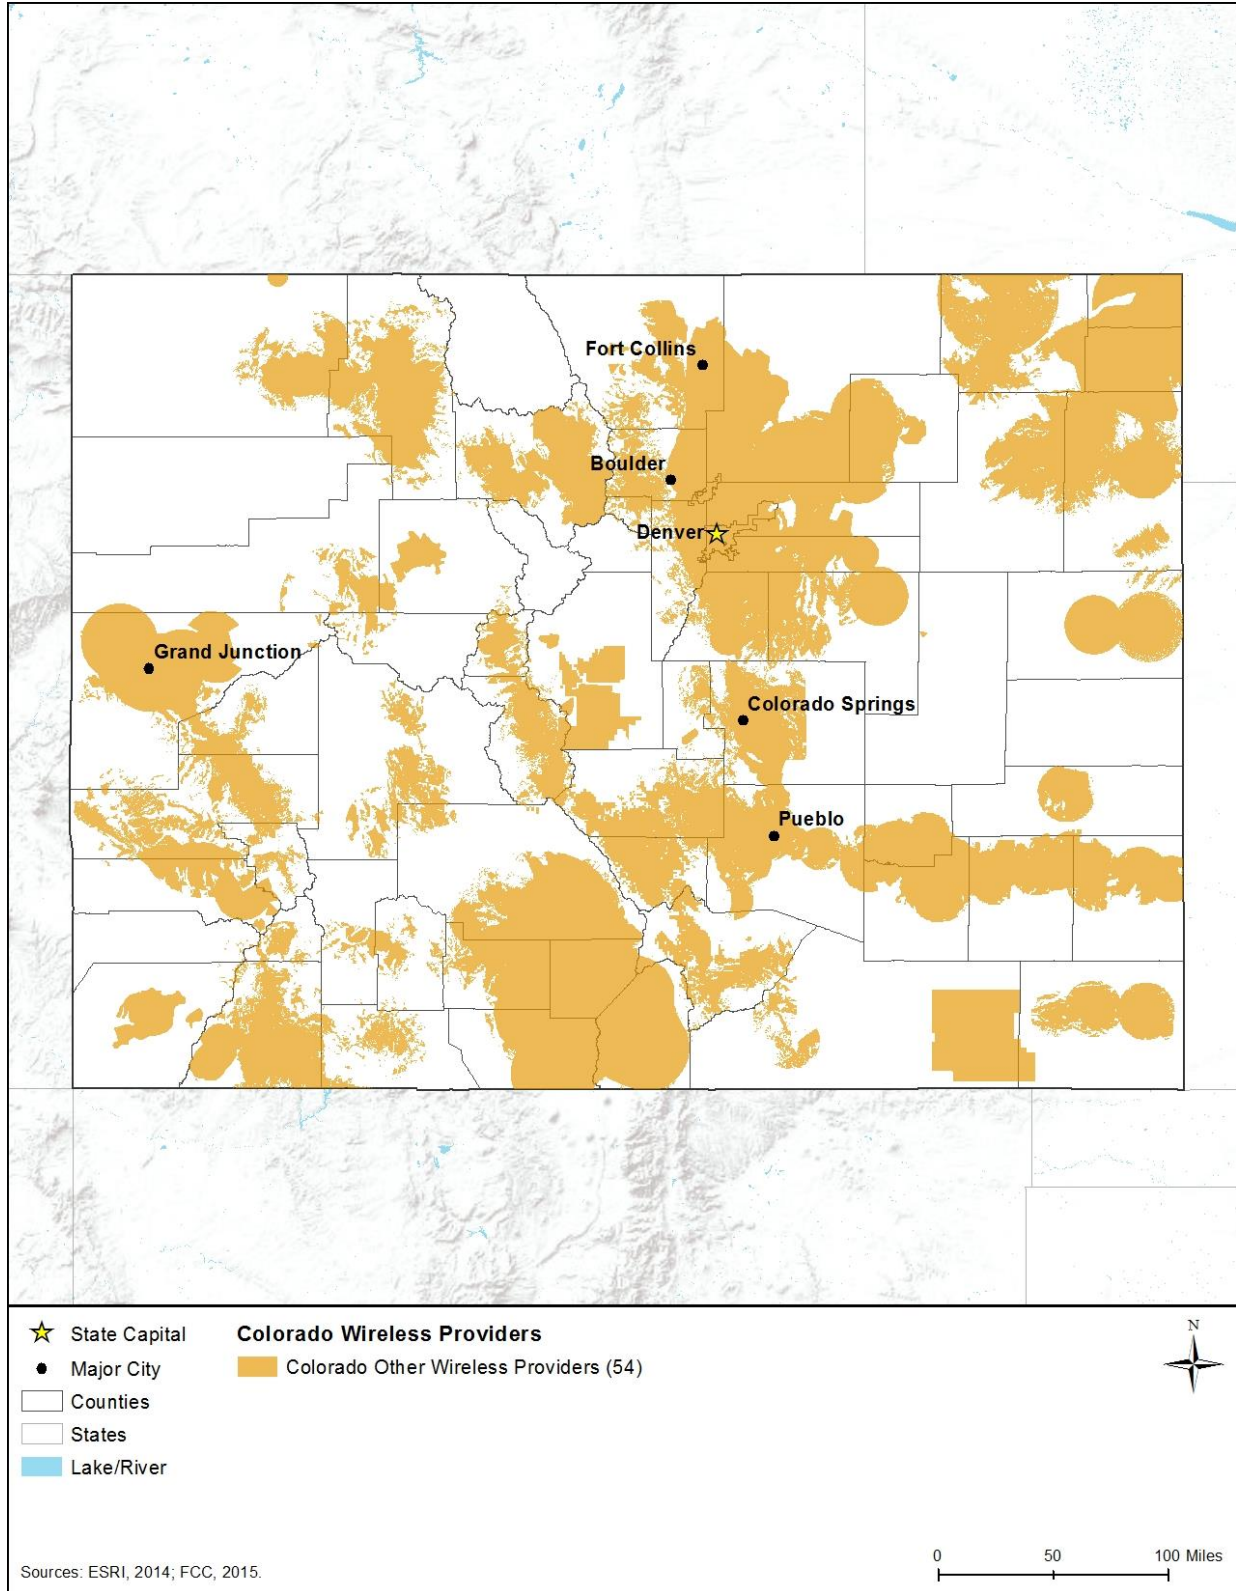 Fort Collins
Boulder
Denver
Grand Junction
Colorado Springs
Pueblo
State Capital
Major City
Counties
States
Lake/River
Colorado Wireless Providers
Colorado Other Wireless Providers (54)
N
Sources: ESRI, 2014; FCC, 2015.
0 50 100 Miles